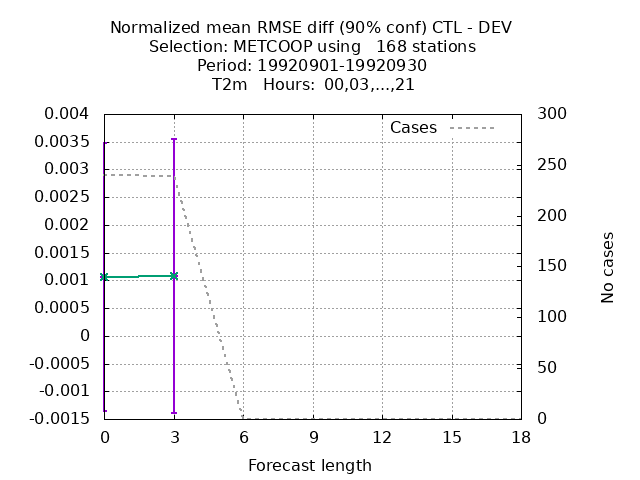 Normalized mean RMSE diff (90% conf) CTL - DEV
Selection: METCOOP using   168 stations
Period: 19920901-19920930
T2m   Hours:  00,03,...,21
Cases
0.004
0.0035
0.003
0.0025
0.002
0.0015
0.001
0.0005
0
-0.0005
-0.001
-0.0015
300
250
200
150
100
50
0
No cases
0 3 6 9 12 15 18
Forecast length